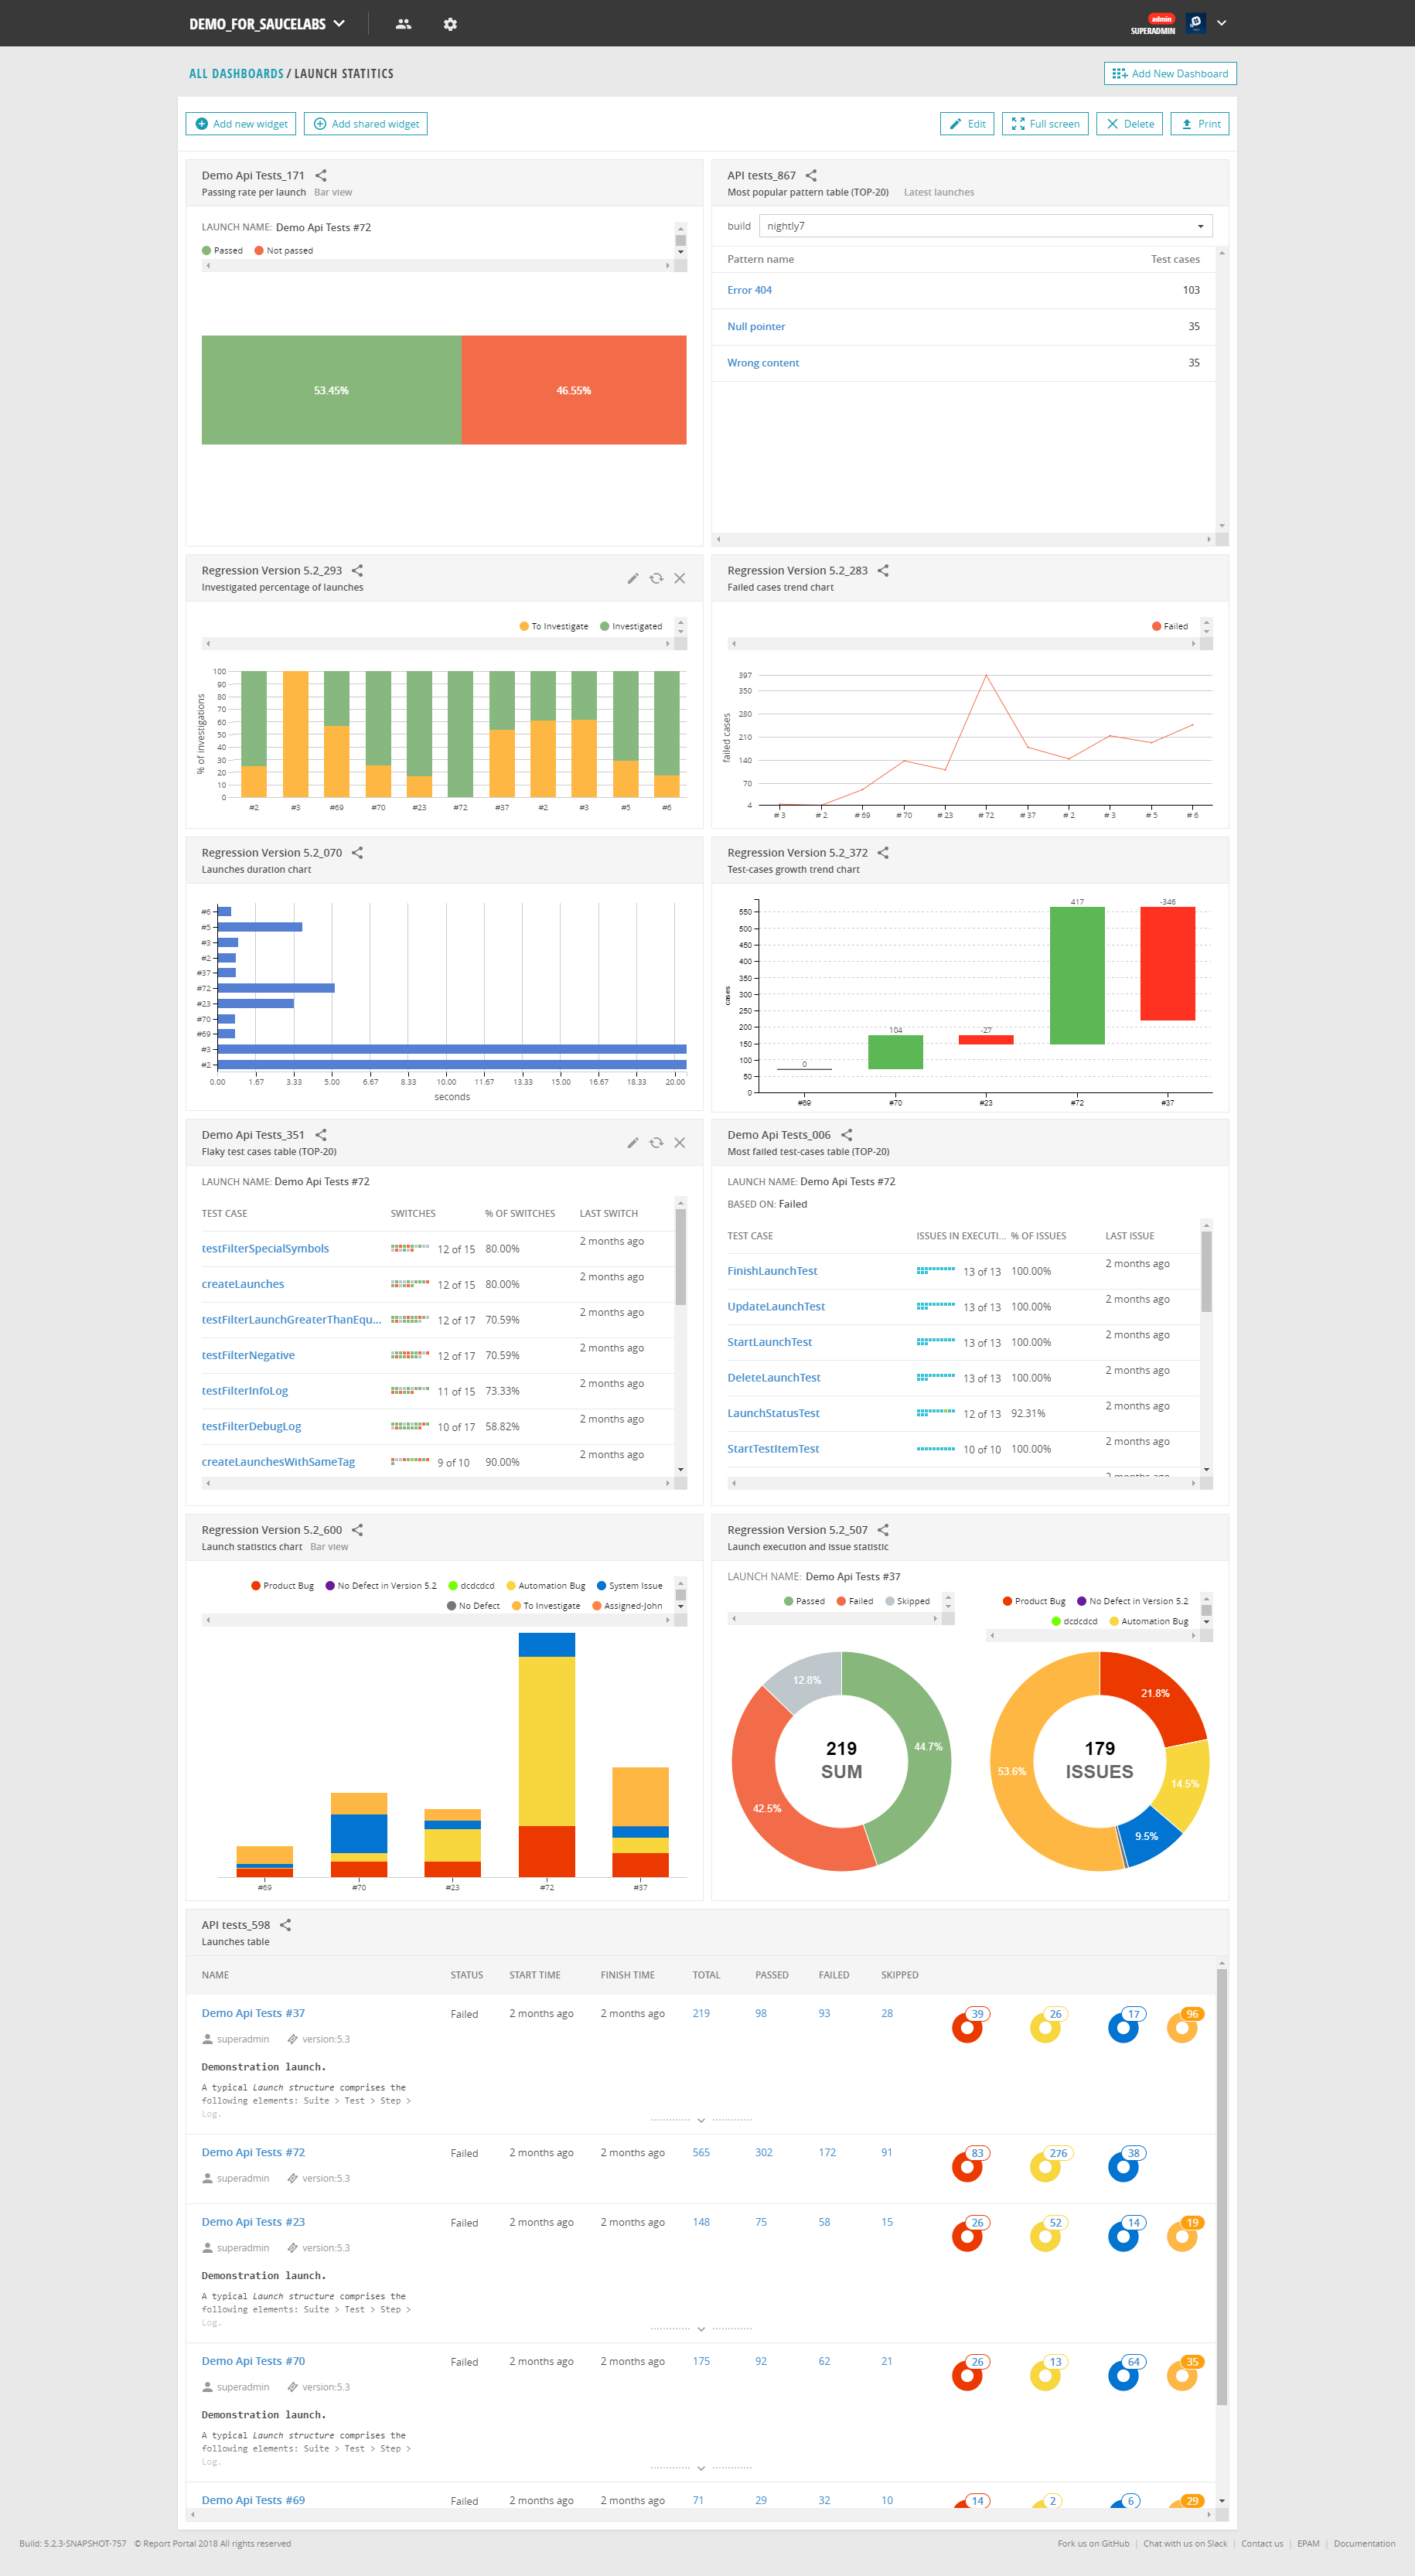 DEMO_FOR_SAUCELABS
admin
SUPERADMIN
ALL DASHBOARDS / LAUNCH STATITICS
Add New Dashboard
Add new widget
Add shared widget
Edit
Full screen
Delete
Print
Demo Api Tests_171
Passing rate per launch Bar view
LAUNCH NAME: Demo Api Tests #72
Passed Not passed
53.45% 46.55%
API tests_867
Most popular pattern table (TOP-20) Latest launches
build nightly7
Pattern name Test cases
Error 404 103
Null pointer 35
Wrong content 35
Regression Version 5.2_293
Investigated percentage of launches
To Investigate Investigated
% of investigations
100
90
80
70
60
50
40
30
20
10
0
#2 #3 #69 #70 #23 #72 #37 #2 #3 #5 #6
Regression Version 5.2_283
Failed cases trend chart
Failed
failed cases
397
350
280
210
140
70
4
# 3 # 2 # 69 # 70 # 23 # 72 # 37 # 2 # 3 # 5 # 6
Regression Version 5.2_070
Launches duration chart
#6
#5
#3
#2
#37
#72
#23
#70
#69
#3
#2
0.00 1.67 3.33 5.00 6.67 8.33 10.00 11.67 13.33 15.00 16.67 18.33 20.00
seconds
Regression Version 5.2_372
Test-cases growth trend chart
cases
550
500
450
400
350
300
250
200
150
100
50
0
0 104 -27 417 -346
#69 #70 #23 #72 #37
Demo Api Tests_351
Flaky test cases table (TOP-20)
LAUNCH NAME: Demo Api Tests #72
TEST CASE SWITCHES % OF SWITCHES LAST SWITCH
testFilterSpecialSymbols 12 of 15 80.00% 2 months ago
createLaunches 12 of 15 80.00% 2 months ago
testFilterLaunchGreaterThanEqu... 12 of 17 70.59% 2 months ago
testFilterNegative 12 of 17 70.59% 2 months ago
testFilterInfoLog 11 of 15 73.33% 2 months ago
testFilterDebugLog 10 of 17 58.82% 2 months ago
createLaunchesWithSameTag 9 of 10 90.00% 2 months ago
Demo Api Tests_006
Most failed test-cases table (TOP-20)
LAUNCH NAME: Demo Api Tests #72
BASED ON: Failed
TEST CASE ISSUES IN EXECUTI... % OF ISSUES LAST ISSUE
FinishLaunchTest 13 of 13 100.00% 2 months ago
UpdateLaunchTest 13 of 13 100.00% 2 months ago
StartLaunchTest 13 of 13 100.00% 2 months ago
DeleteLaunchTest 13 of 13 100.00% 2 months ago
LaunchStatusTest 12 of 13 92.31% 2 months ago
StartTestItemTest 10 of 10 100.00% 2 months ago
2 months ago
Regression Version 5.2_600
Launch statistics chart Bar view
Product Bug No Defect in Version 5.2 dcdcdcd Automation Bug System Issue
No Defect To Investigate Assigned-John
#69 #70 #23 #72 #37
Regression Version 5.2_507
Launch execution and issue statistic
LAUNCH NAME: Demo Api Tests #37
Passed Failed Skipped
12.8%
44.7%
42.5%
219
SUM
Product Bug No Defect in Version 5.2
dcdcdcd Automation Bug
21.8%
14.5%
9.5%
53.6%
179
ISSUES
API tests_598
Launches table
NAME STATUS START TIME FINISH TIME TOTAL PASSED FAILED SKIPPED
Demo Api Tests #37 Failed 2 months ago 2 months ago 219 98 93 28 39 26 17 96
superadmin version:5.3
Demonstration launch.
A typical Launch structure comprises the
following elements: Suite > Test > Step >
Log.
Demo Api Tests #72 Failed 2 months ago 2 months ago 565 302 172 91 83 276 38
superadmin version:5.3
Demo Api Tests #23 Failed 2 months ago 2 months ago 148 75 58 15 26 52 14 19
superadmin version:5.3
Demonstration launch.
A typical Launch structure comprises the
following elements: Suite > Test > Step >
Log.
Demo Api Tests #70 Failed 2 months ago 2 months ago 175 92 62 21 26 13 64 35
superadmin version:5.3
Demonstration launch.
A typical Launch structure comprises the
following elements: Suite > Test > Step >
Log.
Demo Api Tests #69 Failed 2 months ago 2 months ago 71 29 32 10 14 2 6 29
Build: 5.2.3-SNAPSHOT-757 © Report Portal 2018 All rights reserved
Fork us on GitHub | Chat with us on Slack | Contact us | EPAM | Documentation